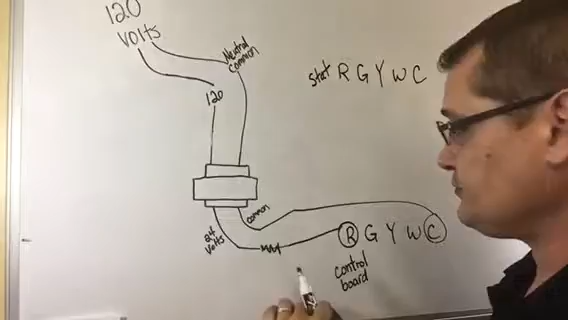 120
VOLTS
Neutral
common
stat R G Y W C
120
common
24
volts
R G Y W C
control
board